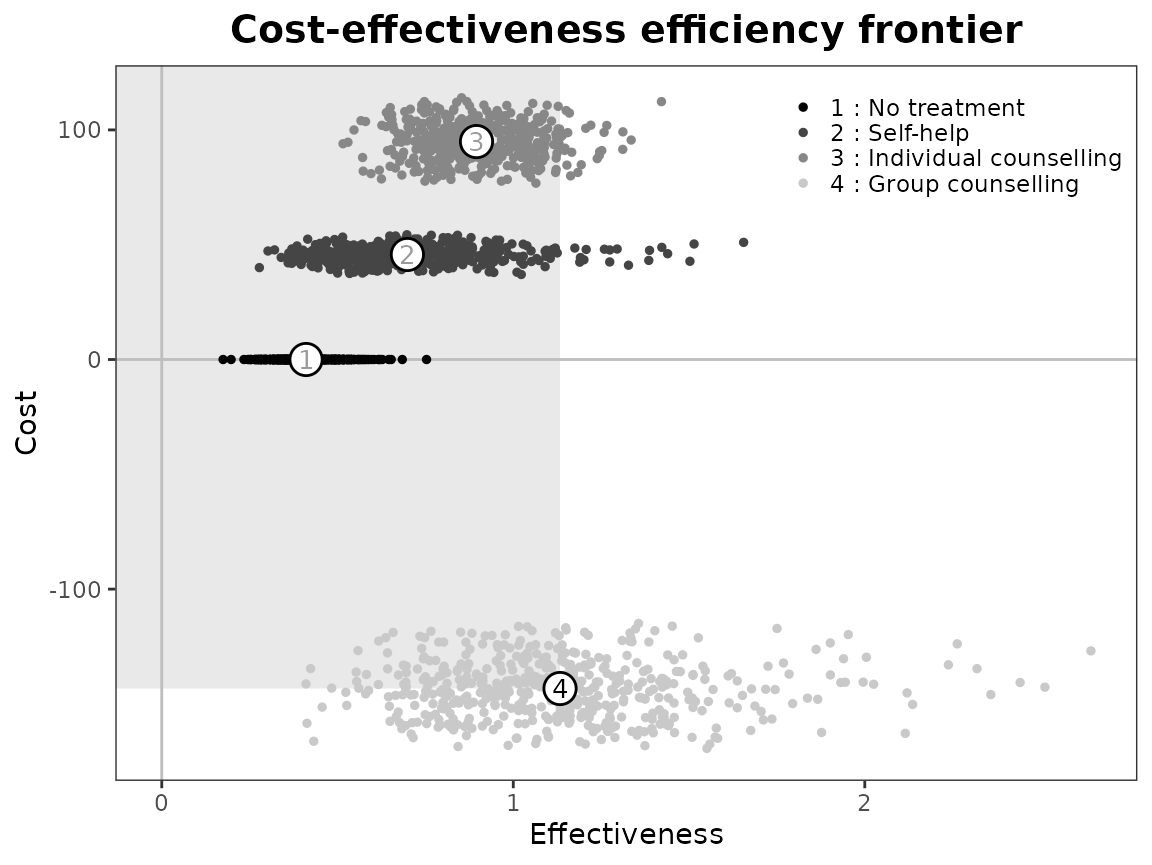 Cost-effectiveness efficiency frontier
1 : No treatment
2 : Self-help
3 : Individual counselling
4 : Group counselling
100
0
-100
Cost
3
2
1
4
0 1 2
Effectiveness